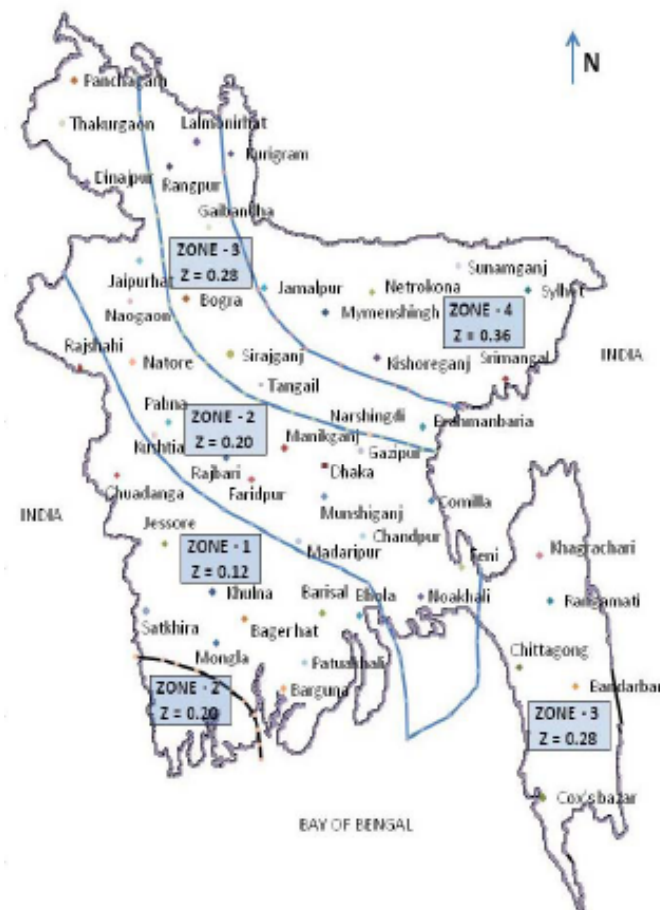 N
Panchagarh
Thakurgaon
Lalmonirhat
Kurigram
Dinajpur
Rangpur
Gaibandha
ZONE - 3
Z = 0.28
Sunamganj
Jaipurhat
Jamalpur
Netrokona
Sylhet
Bogra
Naogaon
Mymensingh
ZONE - 4
Z = 0.36
Rajshahi
Natore
Sirajganj
Kishoreganj
Srimangal
INDIA
Tangail
Pabna
ZONE - 2
Z = 0.20
Narshingdi
Brahmanbaria
Kushtia
Manikganj
Gazipur
Rajbari
Dhaka
Chuadanga
Faridpur
INDIA
Munshiganj
Comilla
Jessore
Chandpur
ZONE - 1
Z = 0.12
Madaripur
Feni
Khagrachari
Khulna
Barisal
Bhola
Noakhali
Rangamati
Satkhira
Bagerhat
Mongla
Patuakhali
Chittagong
ZONE - 2
Z = 0.20
Barguna
Bandarban
ZONE - 3
Z = 0.28
Cox's bazar
BAY OF BENGAL